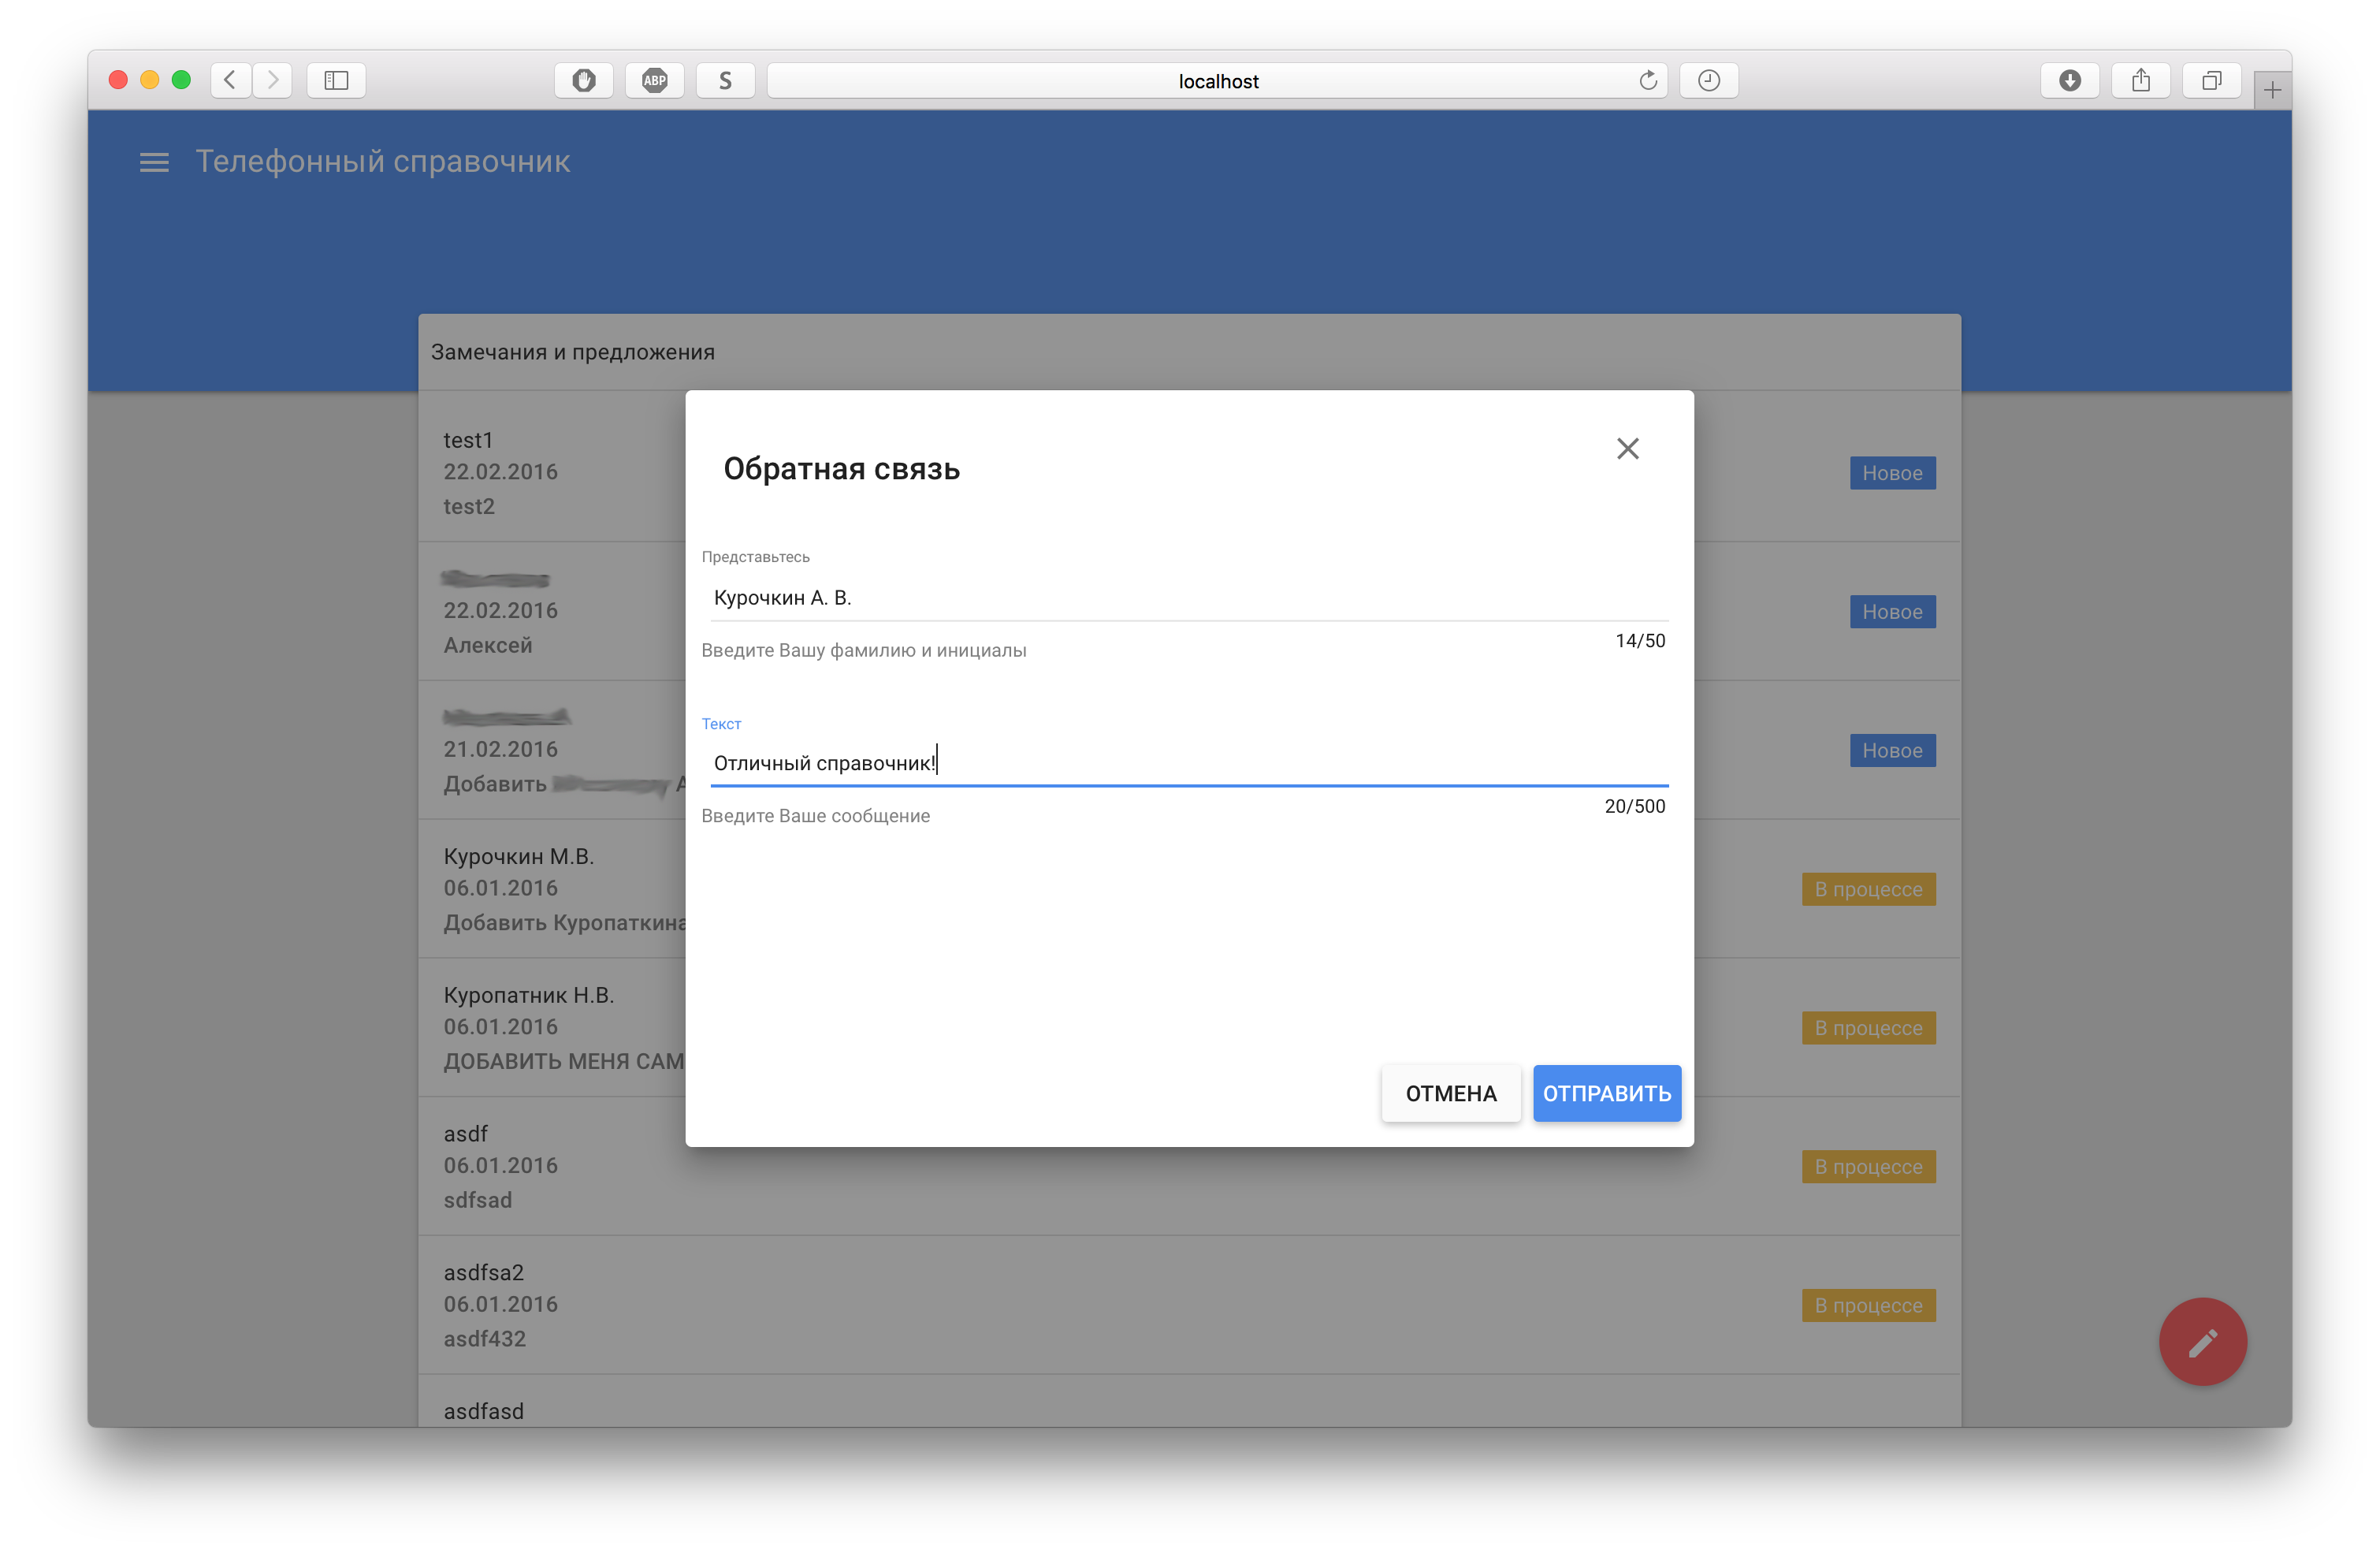 ABP
S
localhost
Телефонный справочник
Замечания и предложения
test1
22.02.2016
test2
Новое
22.02.2016
Алексей
Новое
21.02.2016
Добавить
Новое
Курочкин М.В.
06.01.2016
Добавить Куропаткина
В процессе
Куропатник Н.В.
06.01.2016
ДОБАВИТЬ МЕНЯ САМ
В процессе
asdf
06.01.2016
sdfsad
В процессе
asdfsa2
06.01.2016
asdf432
В процессе
asdfasd
Обратная связь
Представьтесь
Курочкин А. В.
Введите Вашу фамилию и инициалы
14/50
Текст
Отличный справочник!
Введите Ваше сообщение
20/500
ОТМЕНА
ОТПРАВИТЬ